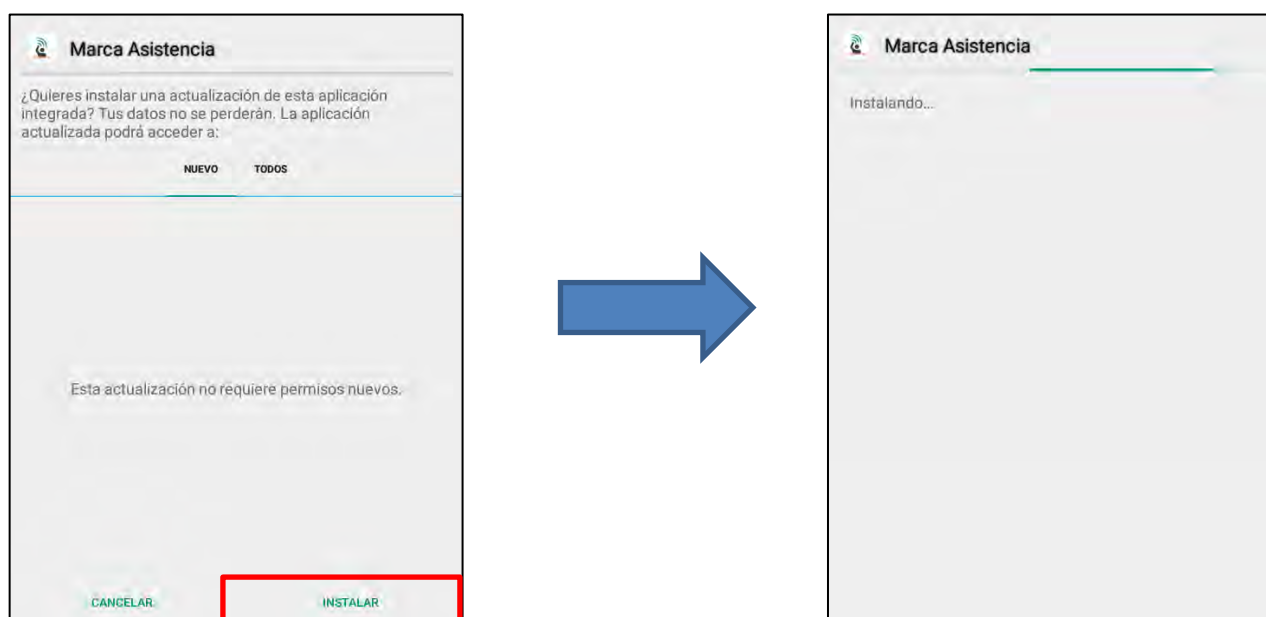 Marca Asistencia
¿Quieres instalar una actualización de esta aplicación
integrada? Tus datos no se perderán. La aplicación
actualizada podrá acceder a:
NUEVO TODOS
Esta actualización no requiere permisos nuevos.
CANCELAR INSTALAR
Marca Asistencia
Instalando...